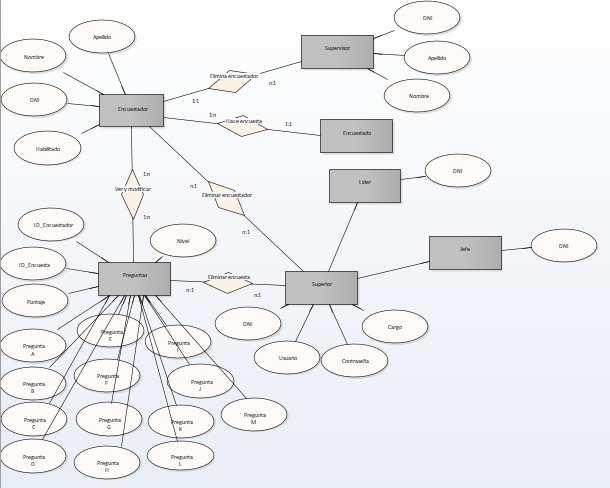 DNI
Apellido
Supervisor
Nombre
Elimina encuestador
Apellido
n:1
Nombre
DNI
1:1
Encuestador
1:n
Hace encuesta
1:1
Encuestado
Habilitado
DNI
1:n
Lider
Ver y modificar
n:1
Eliminar encuestador
1:n
ID_Encuestador
n:1
Nivel
Jefe
DNI
ID_Encuesta
Preguntas
Eliminar encuesta
Superior
n:1
n:1
Puntaje
DNI
Cargo
Pregunta
E
Pregunta
I
Pregunta
A
Usuario
Contraseña
Pregunta
B
Pregunta
F
Pregunta
J
Pregunta
C
Pregunta
G
Pregunta
K
Pregunta
M
Pregunta
D
Pregunta
H
Pregunta
L